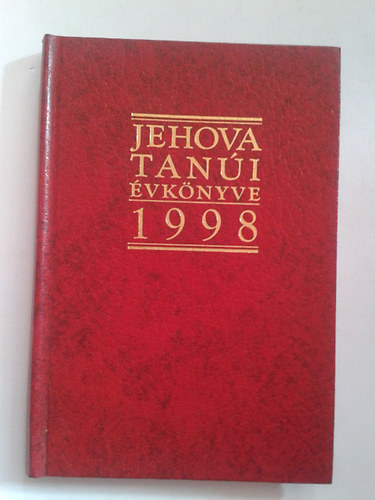 JEHOVA
TANÚI
ÉVKÖNYVE
1998